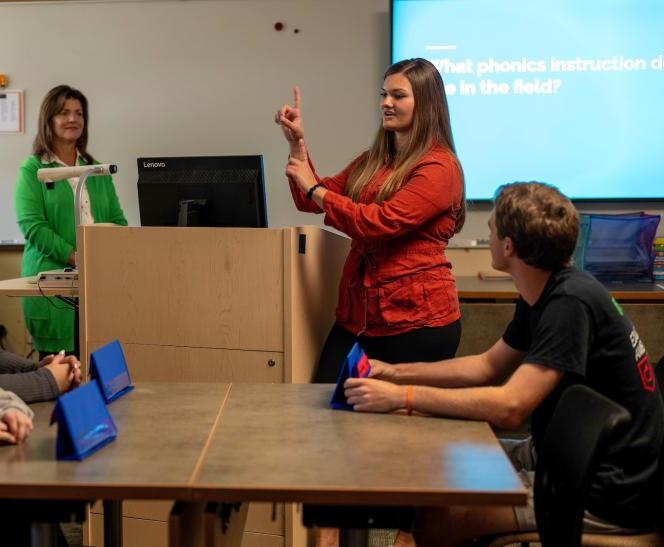 What phonics instruction
in the field?
Lenovo